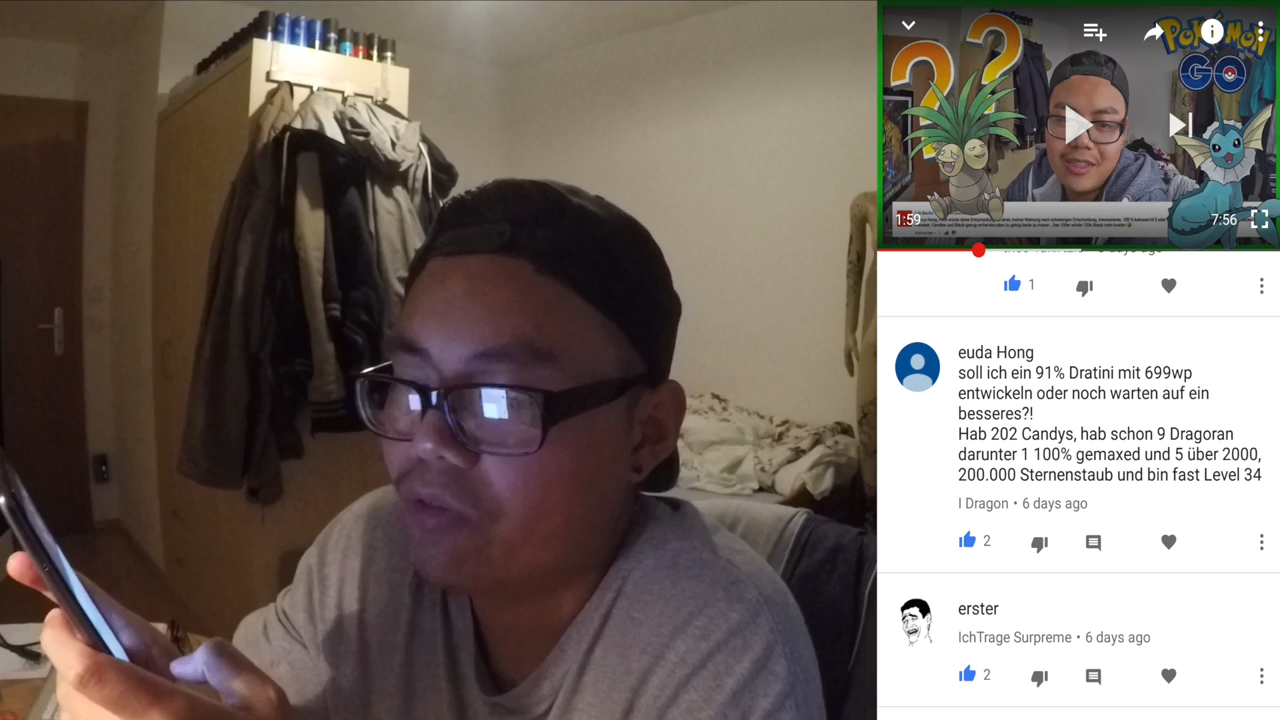 POKÉMON
GO
1:59
7:56
6 days ago
1
euda Hong
soll ich ein 91% Dratini mit 699wp
entwickeln oder noch warten auf ein
besseres?!
Hab 202 Candys, hab schon 9 Dragoran
darunter 1 100% gemaxed und 5 über 2000,
200.000 Sternenstaub und bin fast Level 34
I Dragon • 6 days ago
2
erster
IchTrage Surpreme • 6 days ago
2